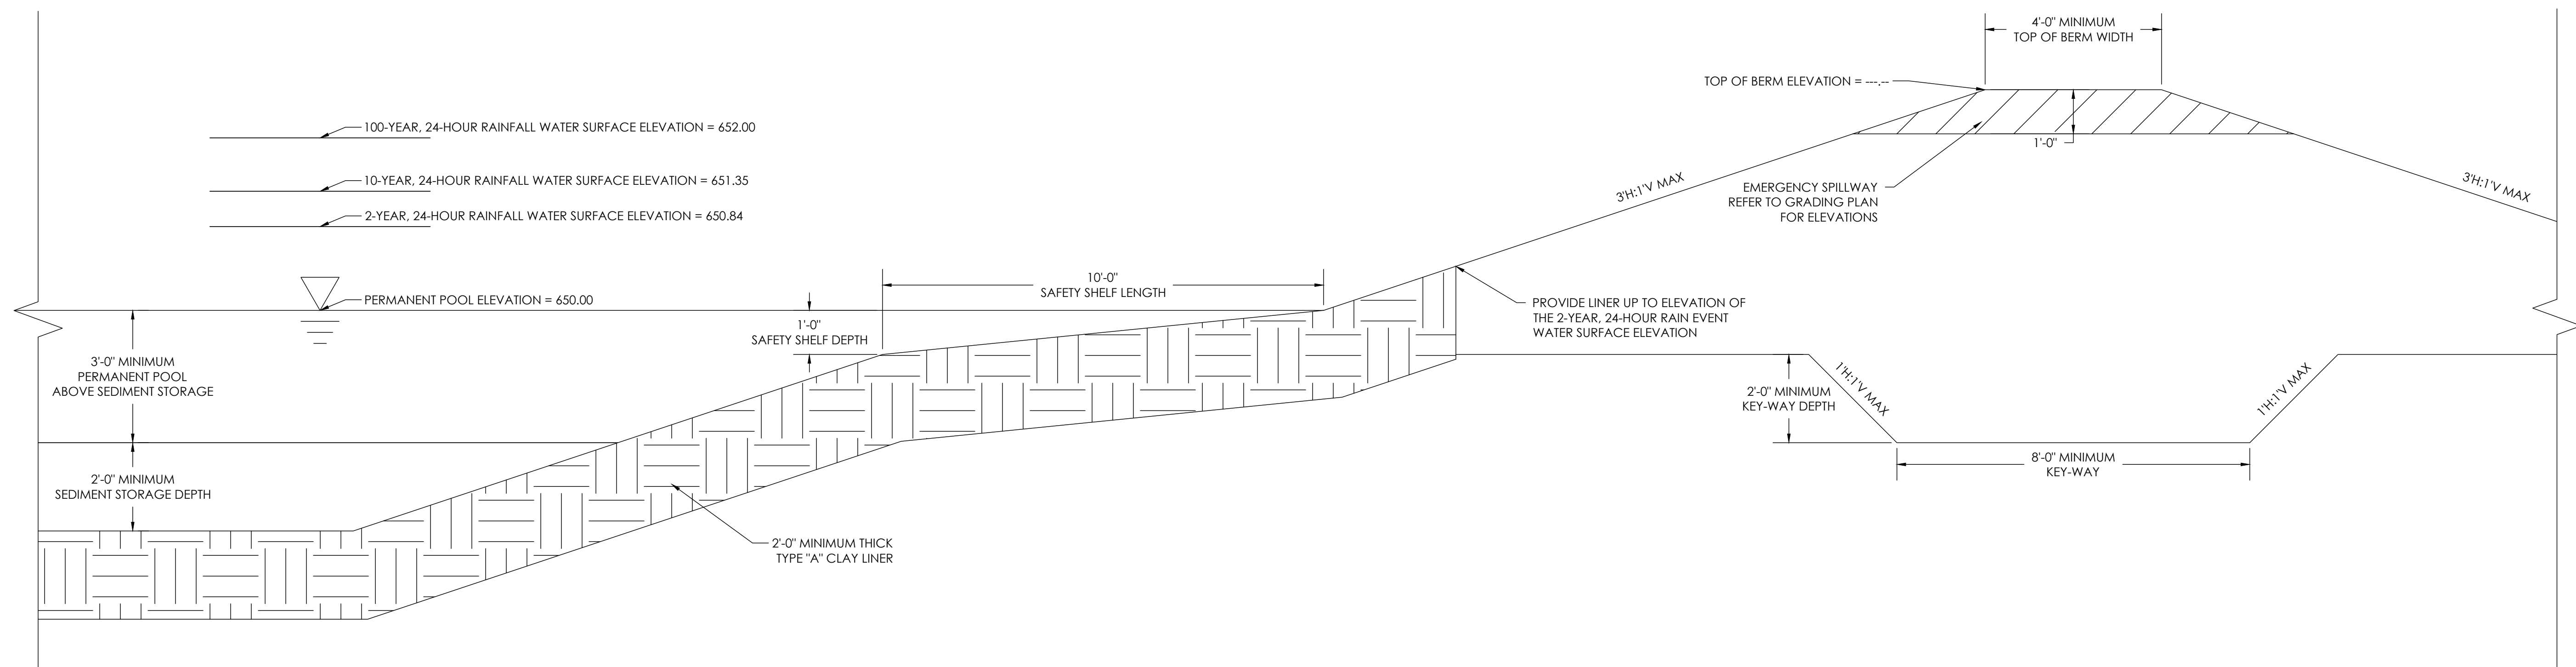 4'-0" MINIMUM
TOP OF BERM WIDTH
TOP OF BERM ELEVATION = ---.--
100-YEAR, 24-HOUR RAINFALL WATER SURFACE ELEVATION = 652.00
1'-0"
10-YEAR, 24-HOUR RAINFALL WATER SURFACE ELEVATION = 651.35
3'H:1'V MAX
EMERGENCY SPILLWAY
REFER TO GRADING PLAN
FOR ELEVATIONS
3'H:1'V MAX
2-YEAR, 24-HOUR RAINFALL WATER SURFACE ELEVATION = 650.84
10'-0"
SAFETY SHELF LENGTH
PERMANENT POOL ELEVATION = 650.00
PROVIDE LINER UP TO ELEVATION OF
THE 2-YEAR, 24-HOUR RAIN EVENT
WATER SURFACE ELEVATION
1'-0"
SAFETY SHELF DEPTH
3'-0" MINIMUM
PERMANENT POOL
ABOVE SEDIMENT STORAGE
1'H:1'V MAX
2'-0" MINIMUM
KEY-WAY DEPTH
1'H:1'V MAX
8'-0" MINIMUM
KEY-WAY
2'-0" MINIMUM
SEDIMENT STORAGE DEPTH
2'-0" MINIMUM THICK
TYPE "A" CLAY LINER